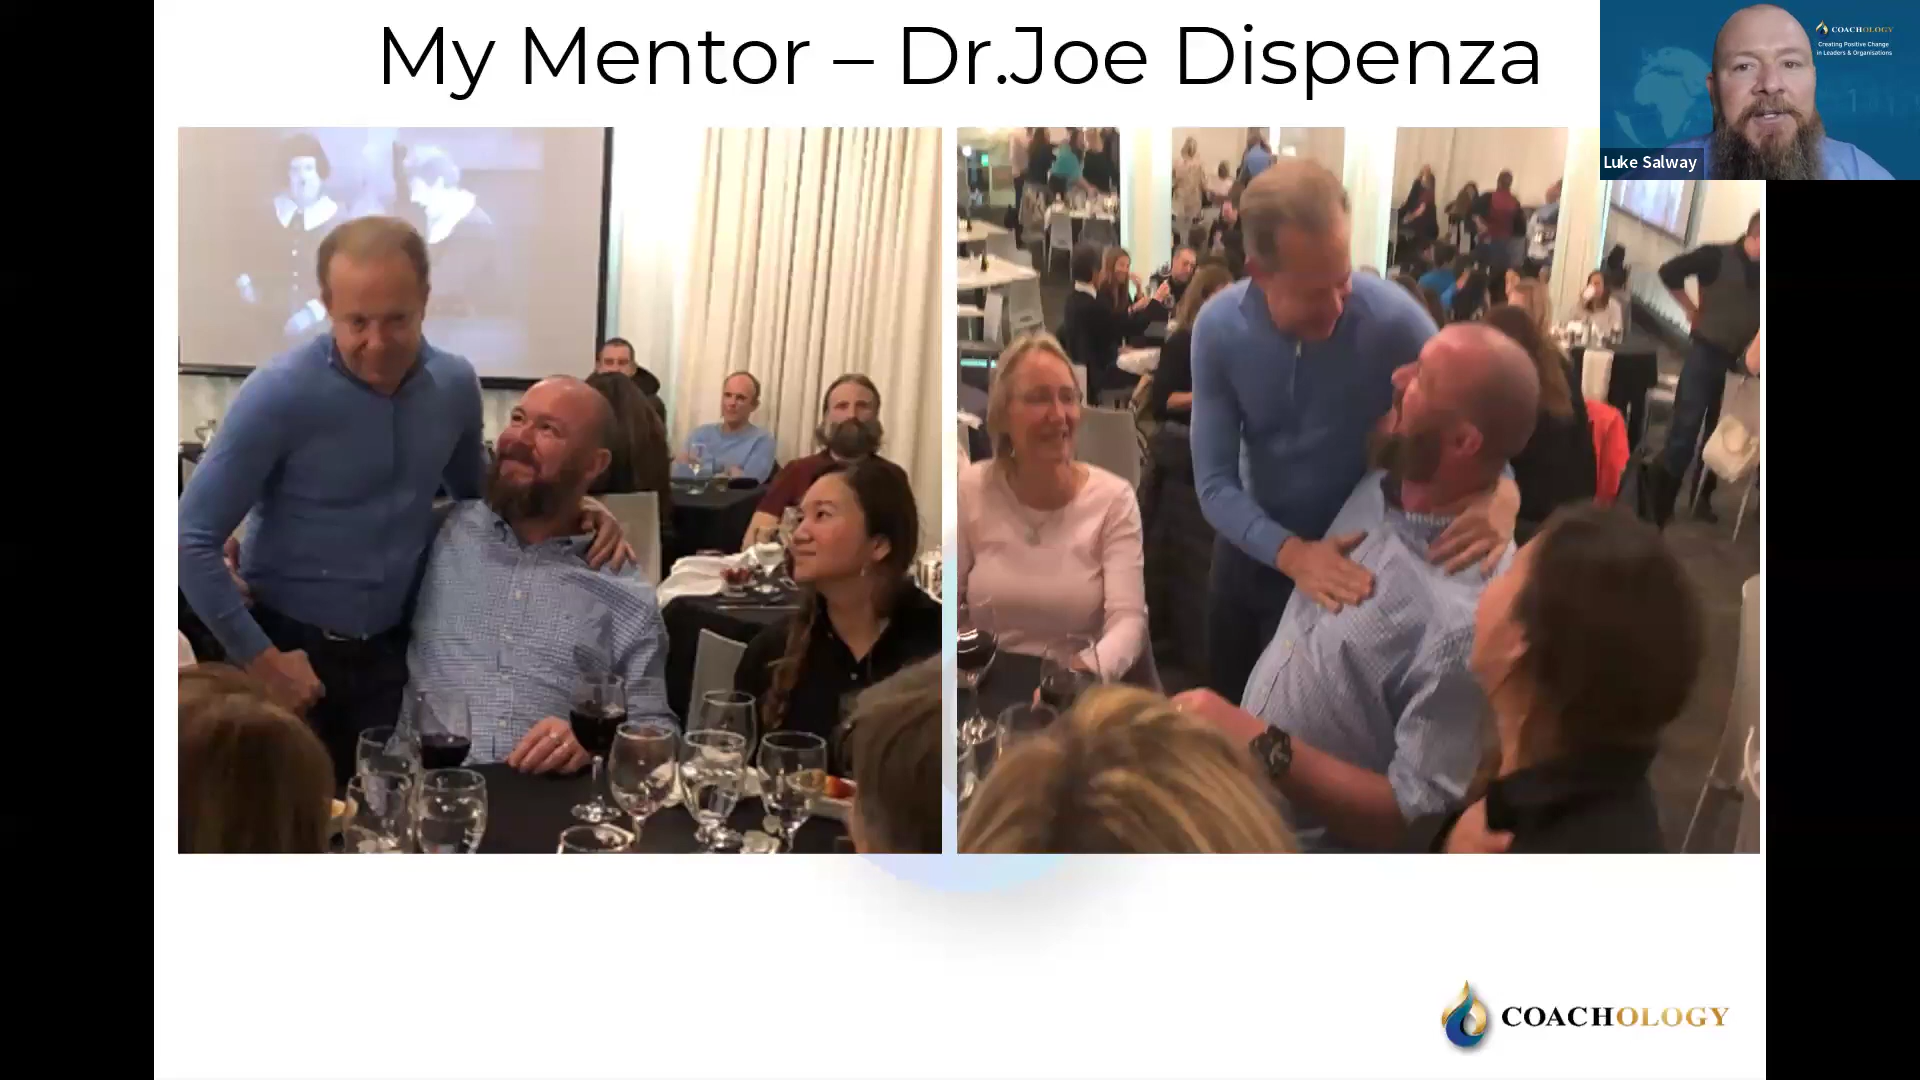 My Mentor – Dr.Joe Dispenza
COACHOLOGY
Creating Positive Change
in Leaders & Organisations
Luke Salway
COACHOLOGY